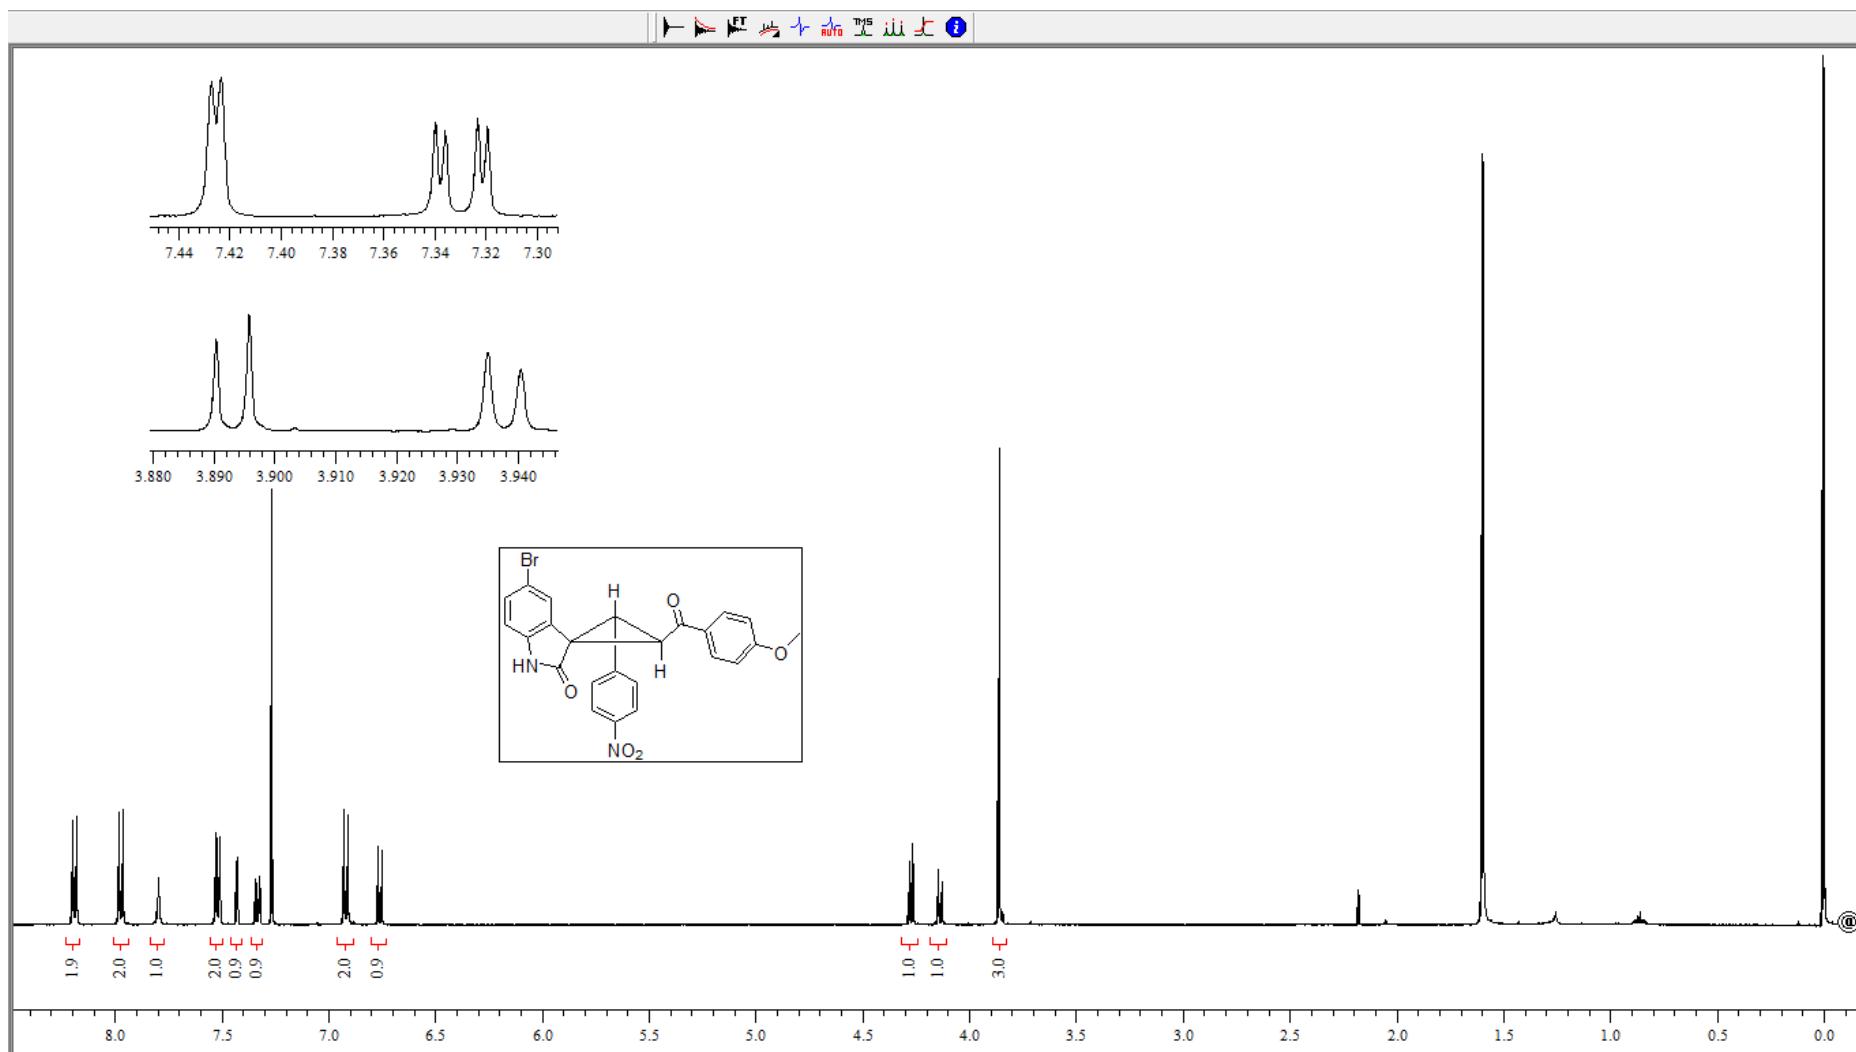 FT AUTO TMS i
7.44 7.42 7.40 7.38 7.36 7.34 7.32 7.30
3.880 3.890 3.900 3.910 3.920 3.930 3.940
Br
H
O
O
H
HN
O
NO2
@
1.9 2.0 1.0 2.0 0.9 0.9 2.0 0.9 1.0 1.0 3.0
8.0 7.5 7.0 6.5 6.0 5.5 5.0 4.5 4.0 3.5 3.0 2.5 2.0 1.5 1.0 0.5 0.0